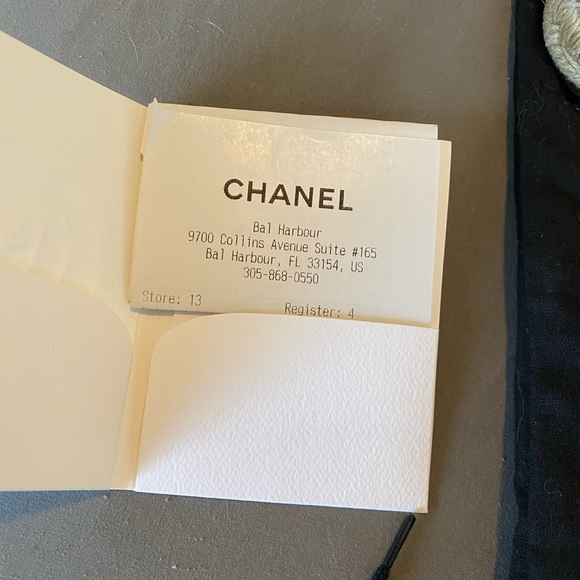 CHANEL
Bal Harbour
9700 Collins Avenue Suite #165
Bal Harbour, FL 33154, US
305-868-0550
Store: 13 Register: 4